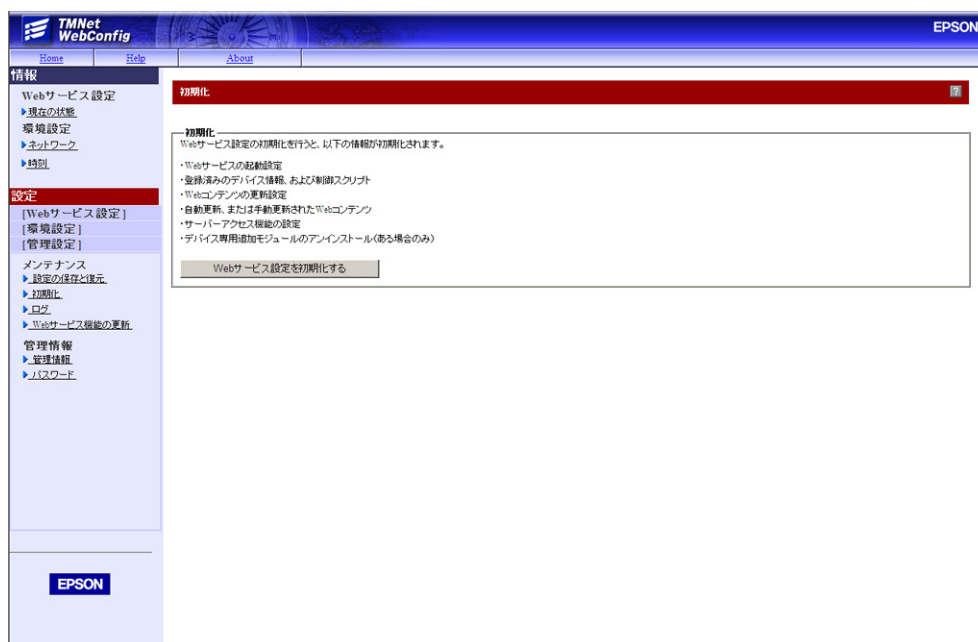 TMNet
WebConfig
EPSON
Home Help About
情報
Webサービス設定
現在の状態
環境設定
ネットワーク
時刻
設定
[Webサービス設定]
[環境設定]
[管理設定]
メンテナンス
設定の保存と復元
初期化
ログ
Webサービス機能の更新
管理情報
管理情報
パスワード
EPSON
初期化 ?
初期化
Webサービス設定の初期化を行うと、以下の情報が初期化されます。
・Webサービスの起動設定
・登録済みのデバイス情報、および制御スクリプト
・Webコンテンツの更新設定
・自動更新、または手動更新されたWebコンテンツ
・サーバーアクセス機能の設定
・デバイス専用追加モジュールのアンインストール(ある場合のみ)
Webサービス設定を初期化する